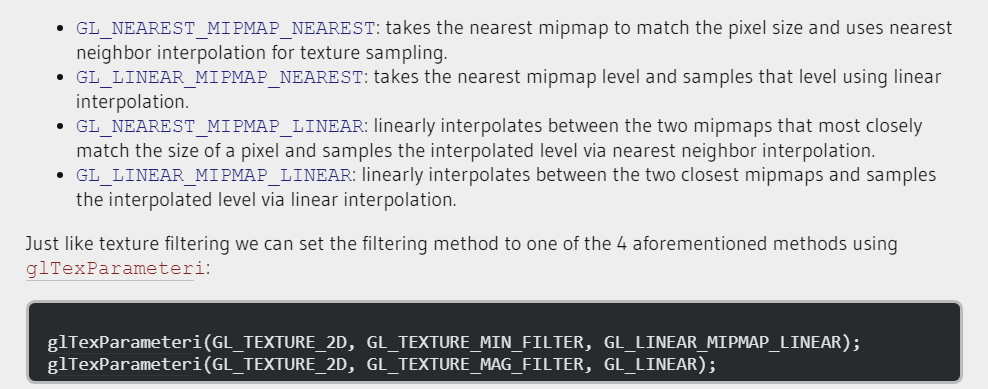 • GL_NEAREST_MIPMAP_NEAREST: takes the nearest mipmap to match the pixel size and uses nearest
neighbor interpolation for texture sampling.
• GL_LINEAR_MIPMAP_NEAREST: takes the nearest mipmap level and samples that level using linear
interpolation.
• GL_NEAREST_MIPMAP_LINEAR: linearly interpolates between the two mipmaps that most closely
match the size of a pixel and samples the interpolated level via nearest neighbor interpolation.
• GL_LINEAR_MIPMAP_LINEAR: linearly interpolates between the two closest mipmaps and samples
the interpolated level via linear interpolation.
Just like texture filtering we can set the filtering method to one of the 4 aforementioned methods using
glTexParameteri:
glTexParameteri(GL_TEXTURE_2D, GL_TEXTURE_MIN_FILTER, GL_LINEAR_MIPMAP_LINEAR);
glTexParameteri(GL_TEXTURE_2D, GL_TEXTURE_MAG_FILTER, GL_LINEAR);